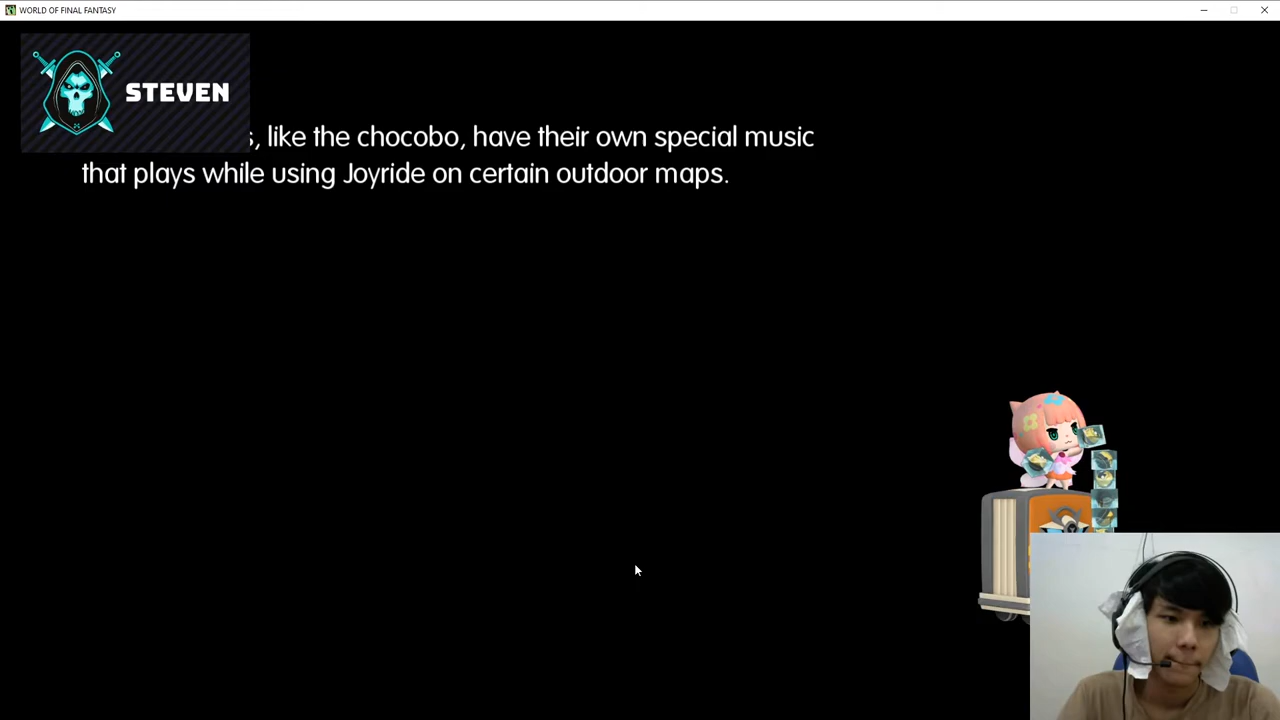 WORLD OF FINAL FANTASY
STEVEN
, like the chocobo, have their own special music
that plays while using Joyride on certain outdoor maps.